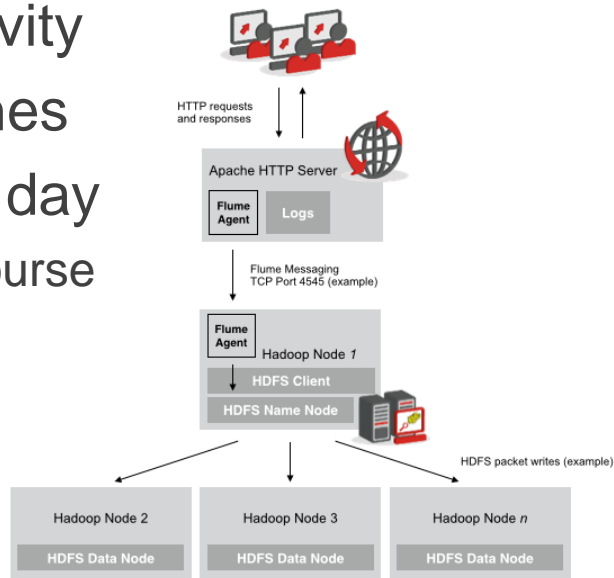 vity
nes
day
ourse
HTTP requests
and responses
Apache HTTP Server
Flume
Agent
Logs
Flume Messaging
TCP Port 4545 (example)
Flume
Agent
Hadoop Node 1
HDFS Client
HDFS Name Node
HDFS packet writes (example)
Hadoop Node 2
Hadoop Node 3
Hadoop Node n
HDFS Data Node
HDFS Data Node
HDFS Data Node